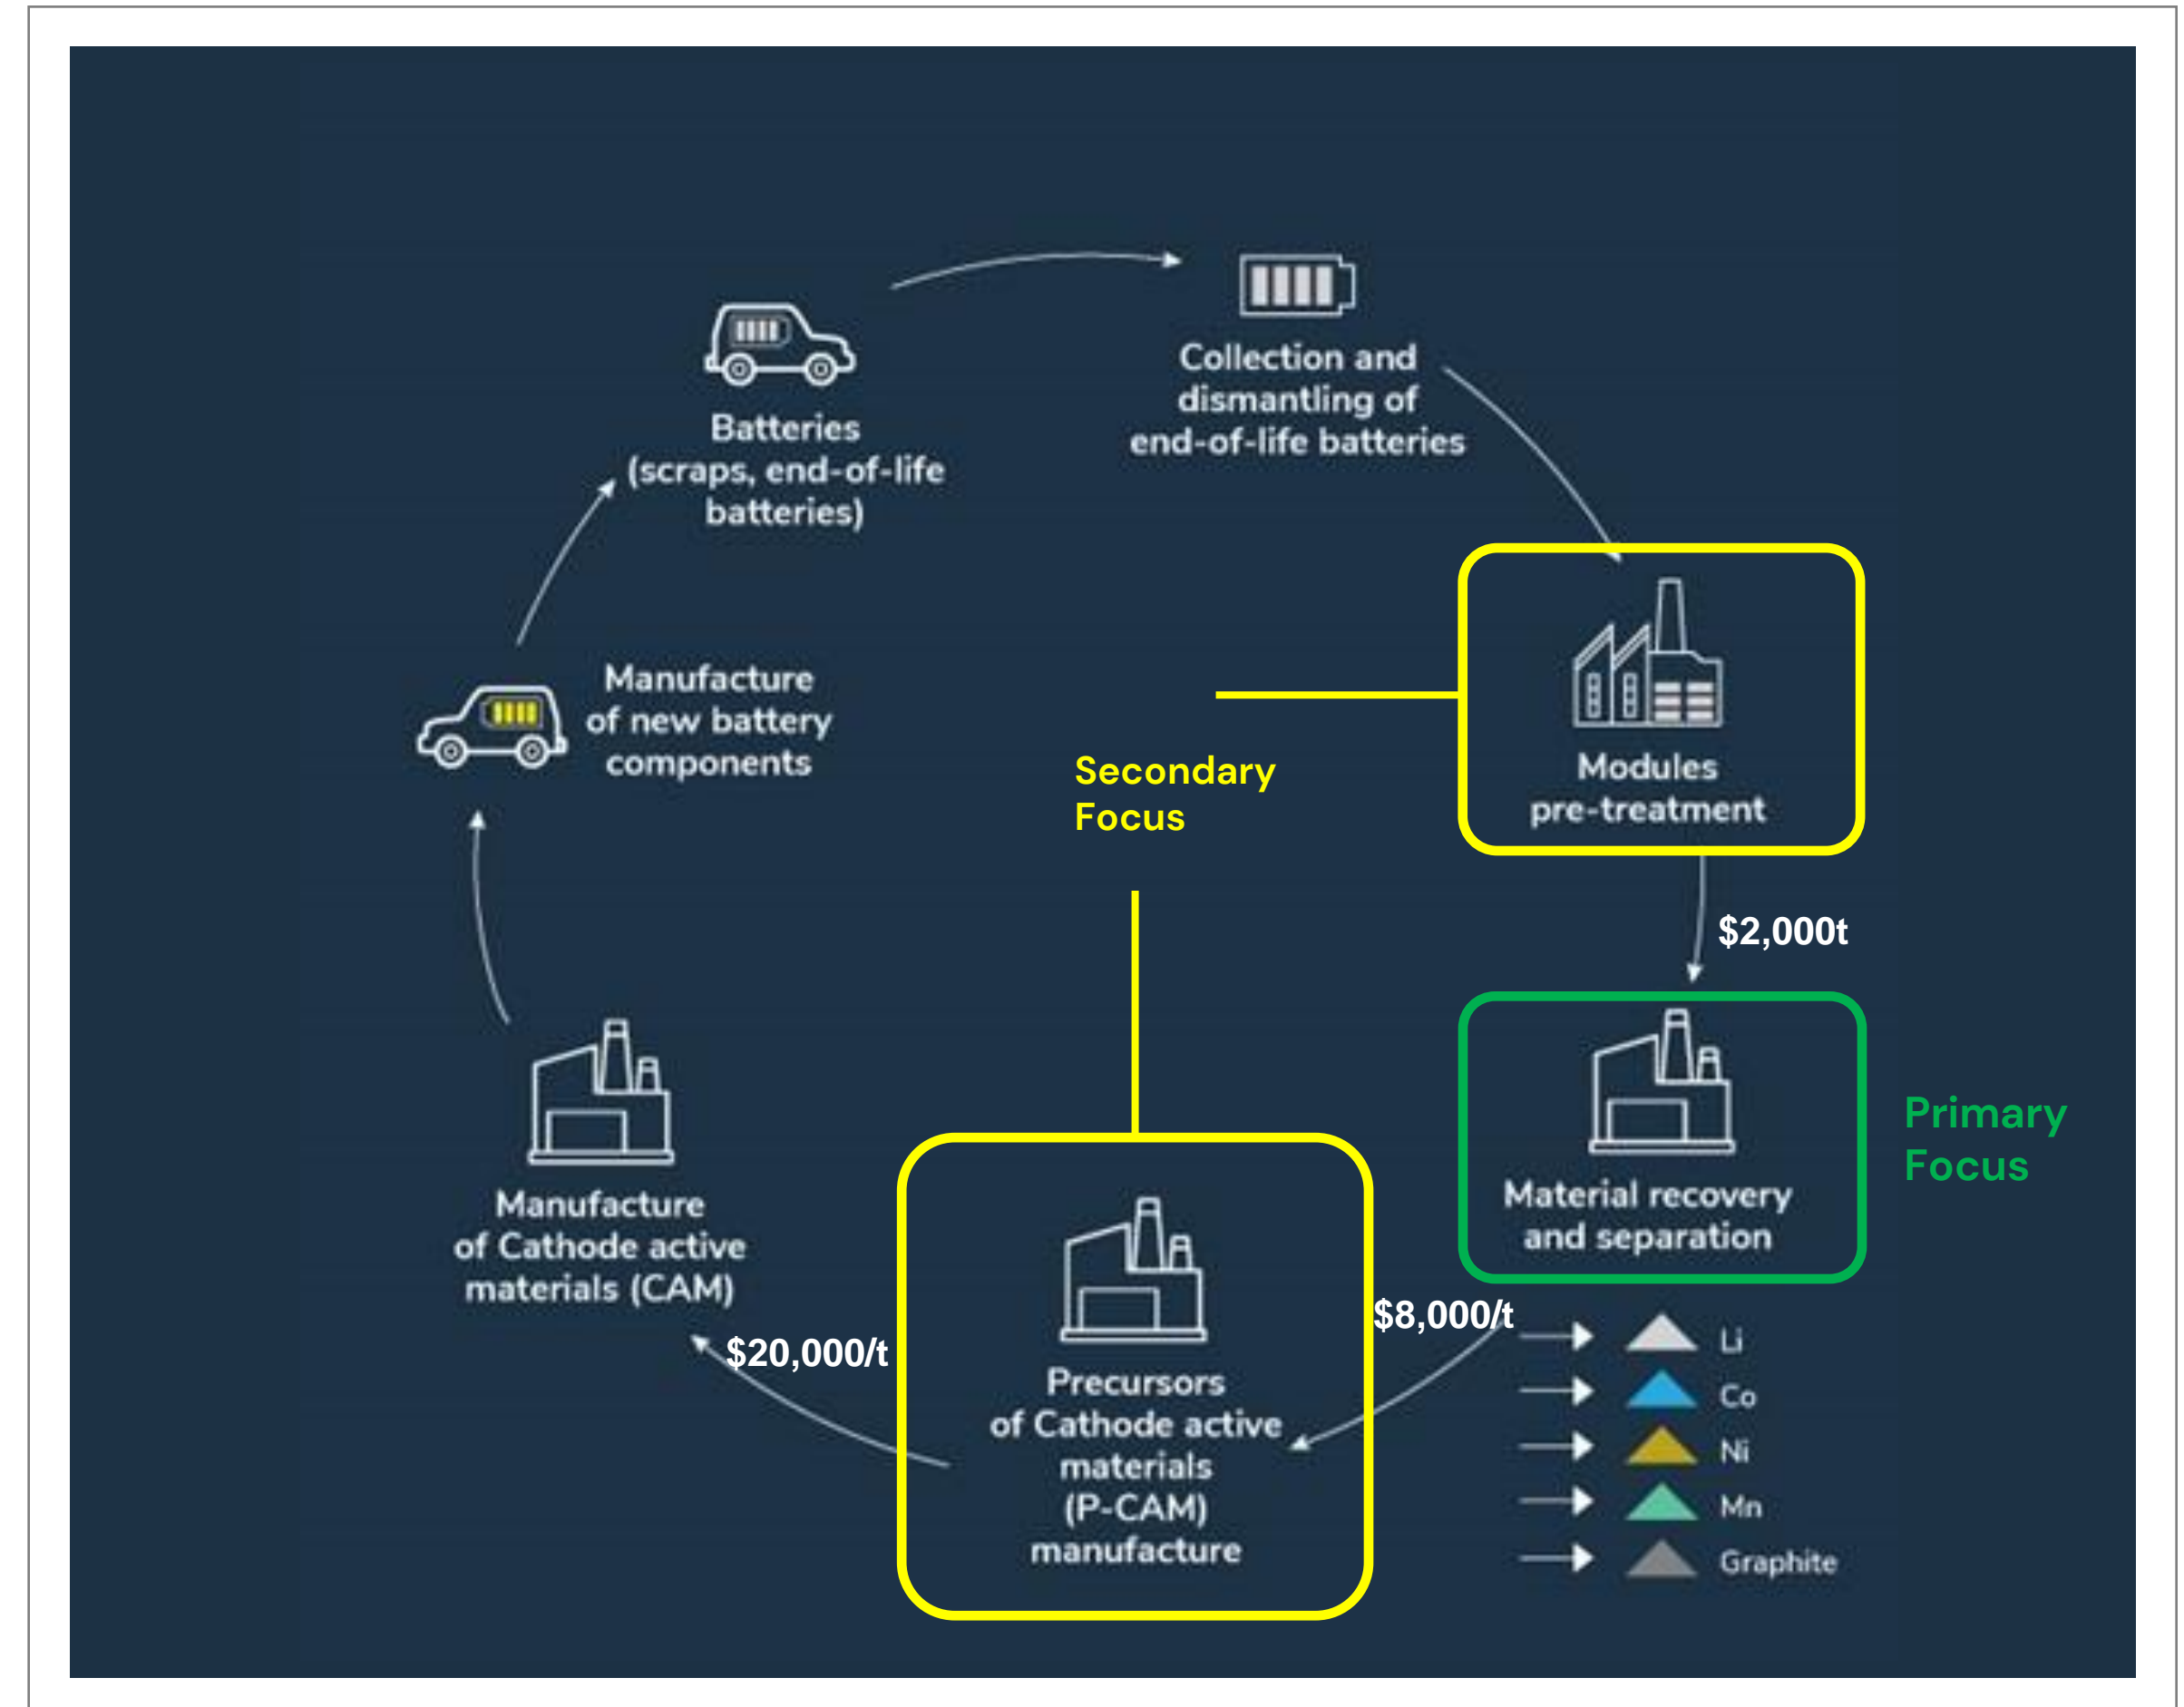 Batteries
(scraps, end-of-life
batteries)
Collection and
dismantling of
end-of-life batteries
Modules
pre-treatment
Secondary
Focus
$2,000t
Material recovery
and separation
Primary
Focus
Li
Co
Ni
Mn
Graphite
$8,000/t
Precursors
of Cathode active
materials
(P-CAM)
manufacture
$20,000/t
Manufacture
of Cathode active
materials (CAM)
Manufacture
of new battery
components